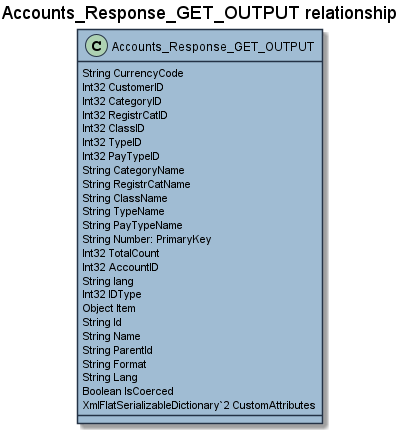 Accounts_Response_GET_OUTPUT relationship
C Accounts_Response_GET_OUTPUT
String CurrencyCode
Int32 CustomerID
Int32 CategoryID
Int32 RegistrCatID
Int32 ClassID
Int32 TypeID
Int32 PayTypeID
String CategoryName
String RegistrCatName
String ClassName
String TypeName
String PayTypeName
String Number: PrimaryKey
Int32 TotalCount
Int32 AccountID
String lang
Int32 IDType
Object Item
String Id
String Name
String ParentId
String Format
String Lang
Boolean IsCoerced
XmlFlatSerializableDictionary`2 CustomAttributes